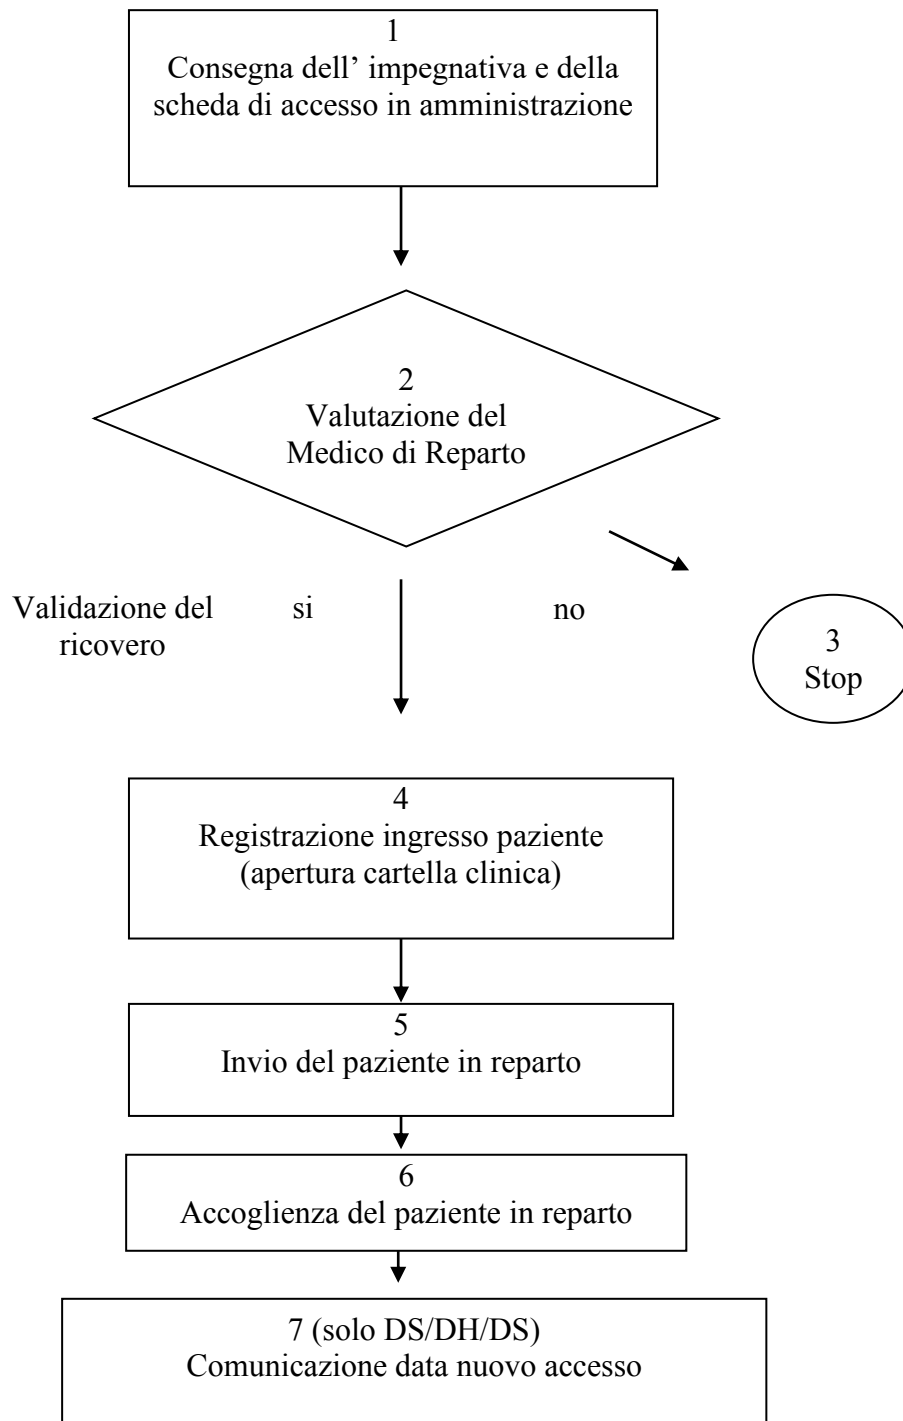 1
Consegna dell’ impegnativa e della
scheda di accesso in amministrazione
2
Valutazione del
Medico di Reparto
Validazione del
ricovero
si
no
3
Stop
4
Registrazione ingresso paziente
(apertura cartella clinica)
5
Invio del paziente in reparto
6
Accoglienza del paziente in reparto
7 (solo DS/DH/DS)
Comunicazione data nuovo accesso